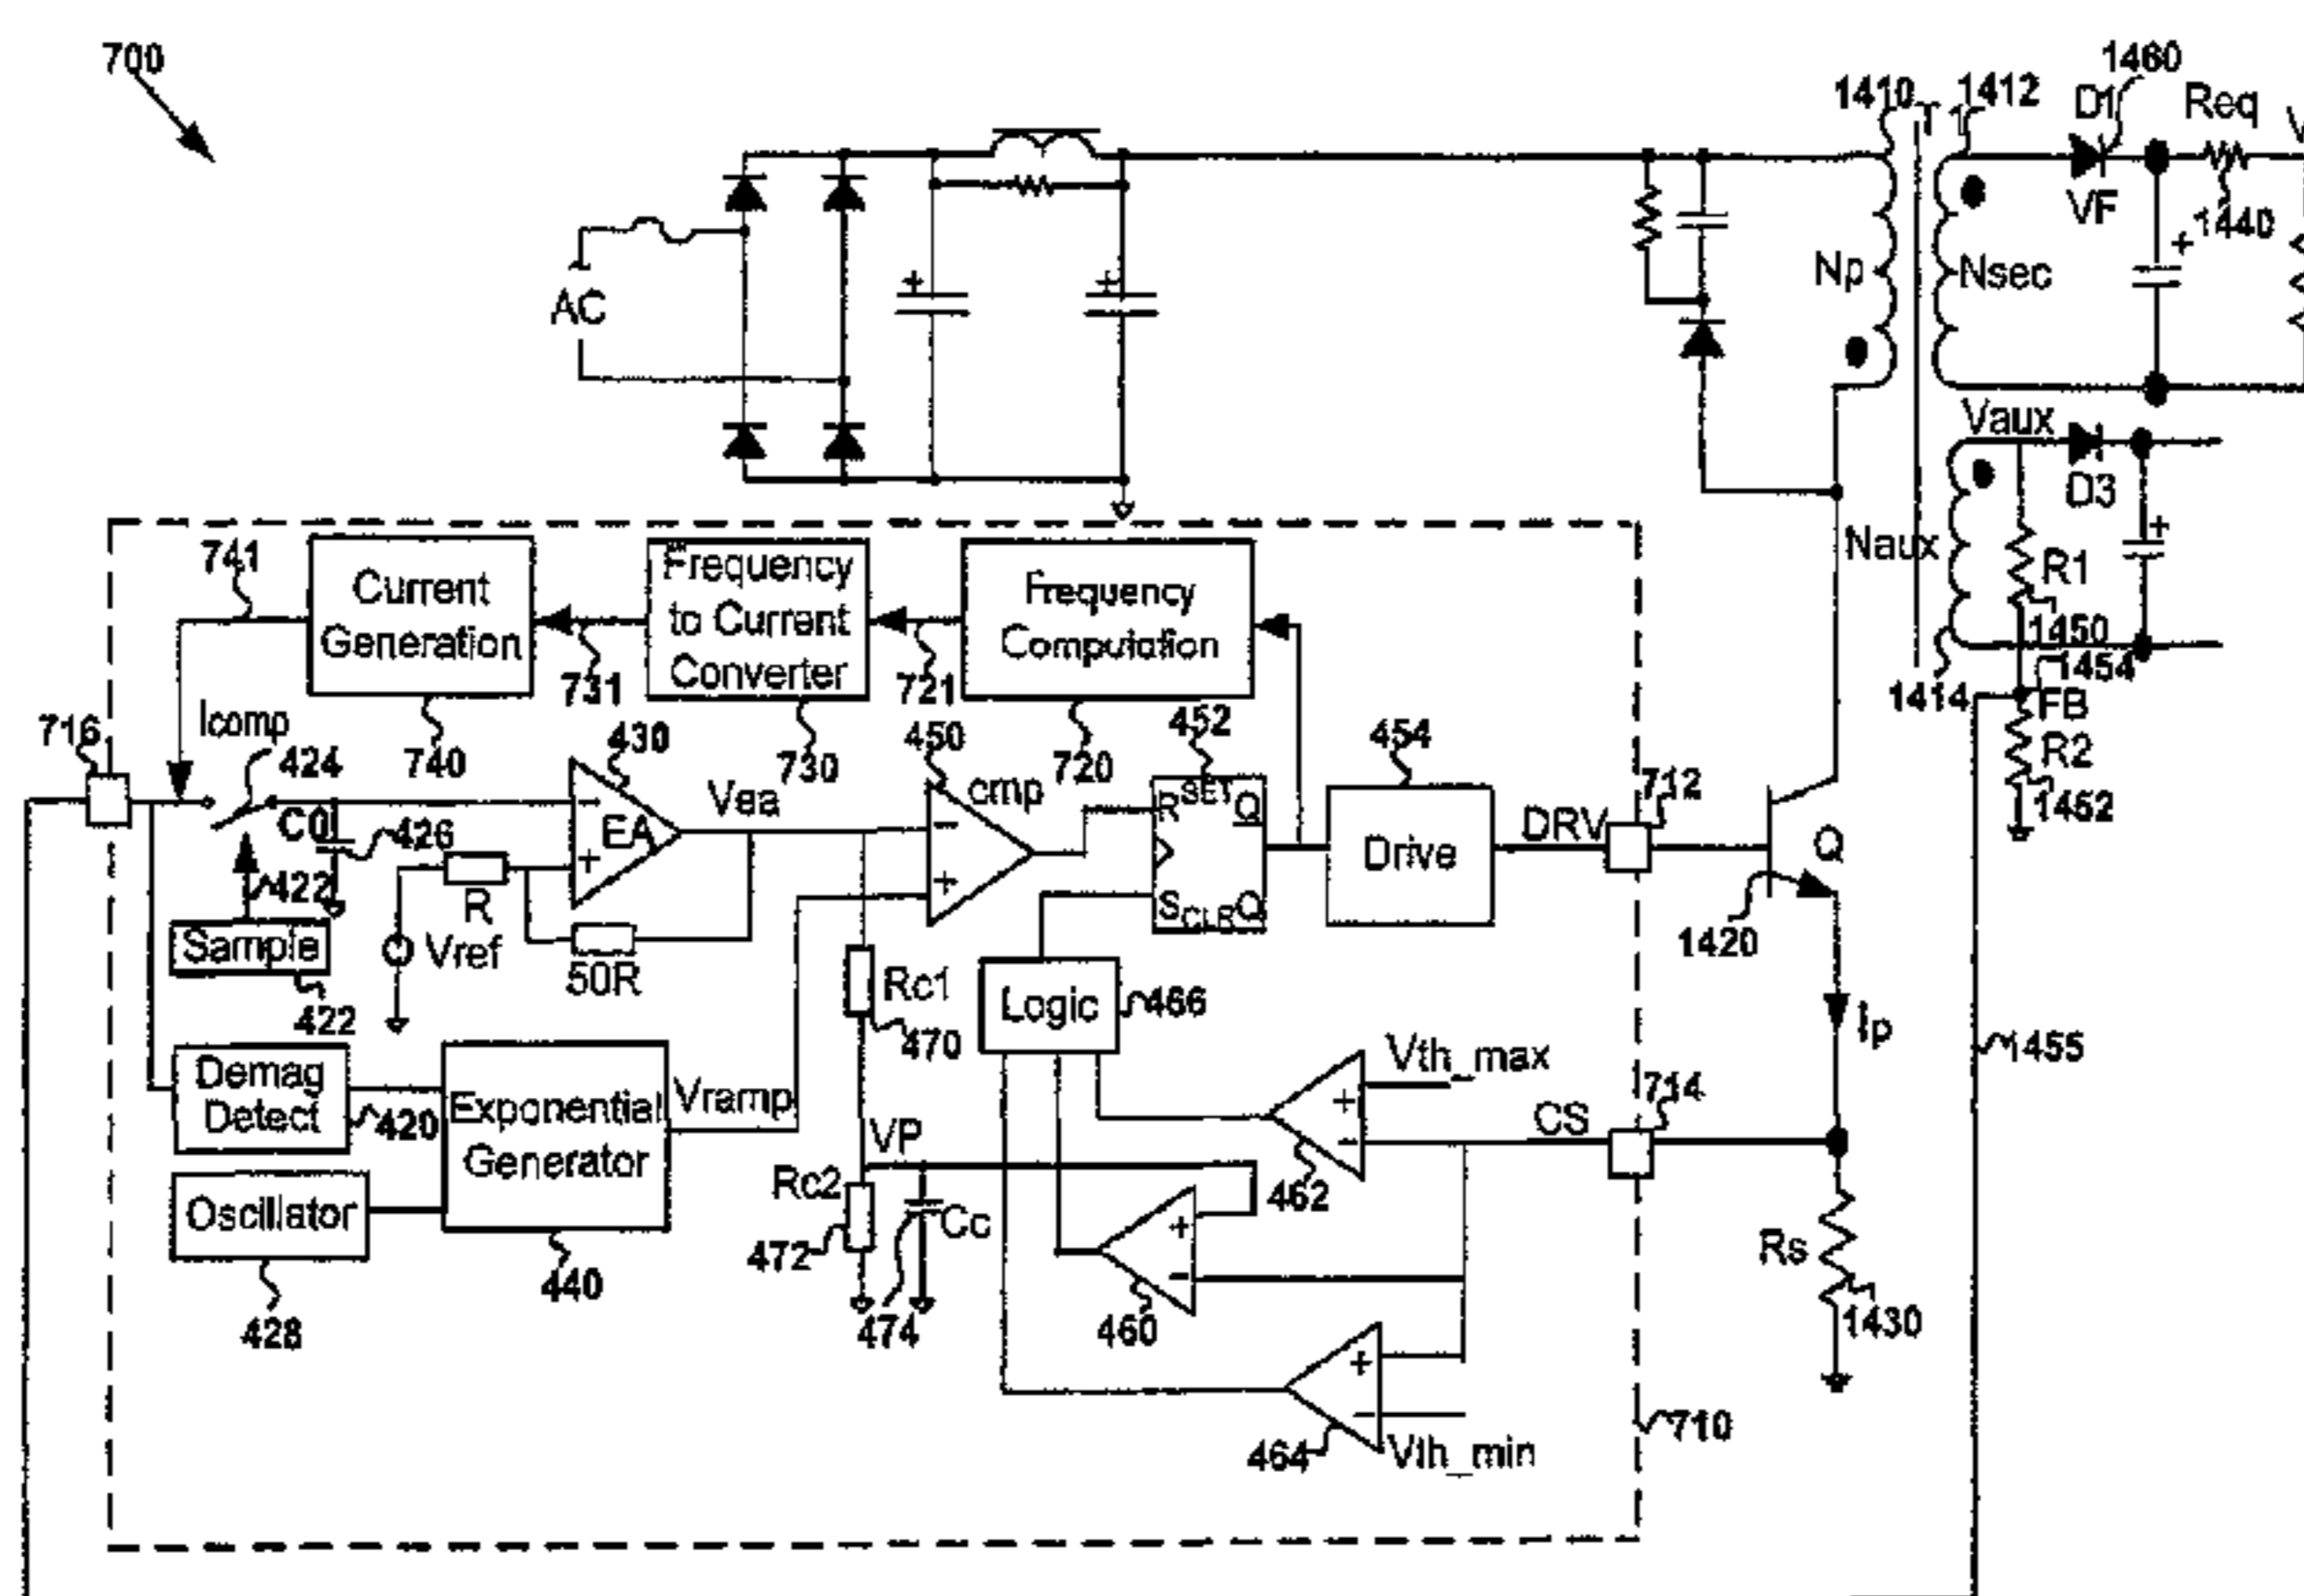 700
1460
1410
T1
1412
D1
Req
V
VF
1440
AC
Np
Nsec
Vaux
D3
Naux
R1
1450
1454
1414
FB
R2
1452
741
Current
Generation
Frequency
to Current
Converter
Frequency
Computation
731
721
716
Icomp
424
740
430
730
450
720
452
454
712
Vea
cmp
R
SET
Q
C0
426
EA
DRV
Drive
Q
422
R
S
CLR
Q
Sample
Vref
50R
1420
422
Rc1
Logic
466
Ip
470
1455
Vth_max
714
Demag
Detect
420
Exponential
Generator
Vramp
CS
VP
Rc2
462
Oscillator
Cc
472
Rs
440
1430
428
474
460
710
464
Vth_min